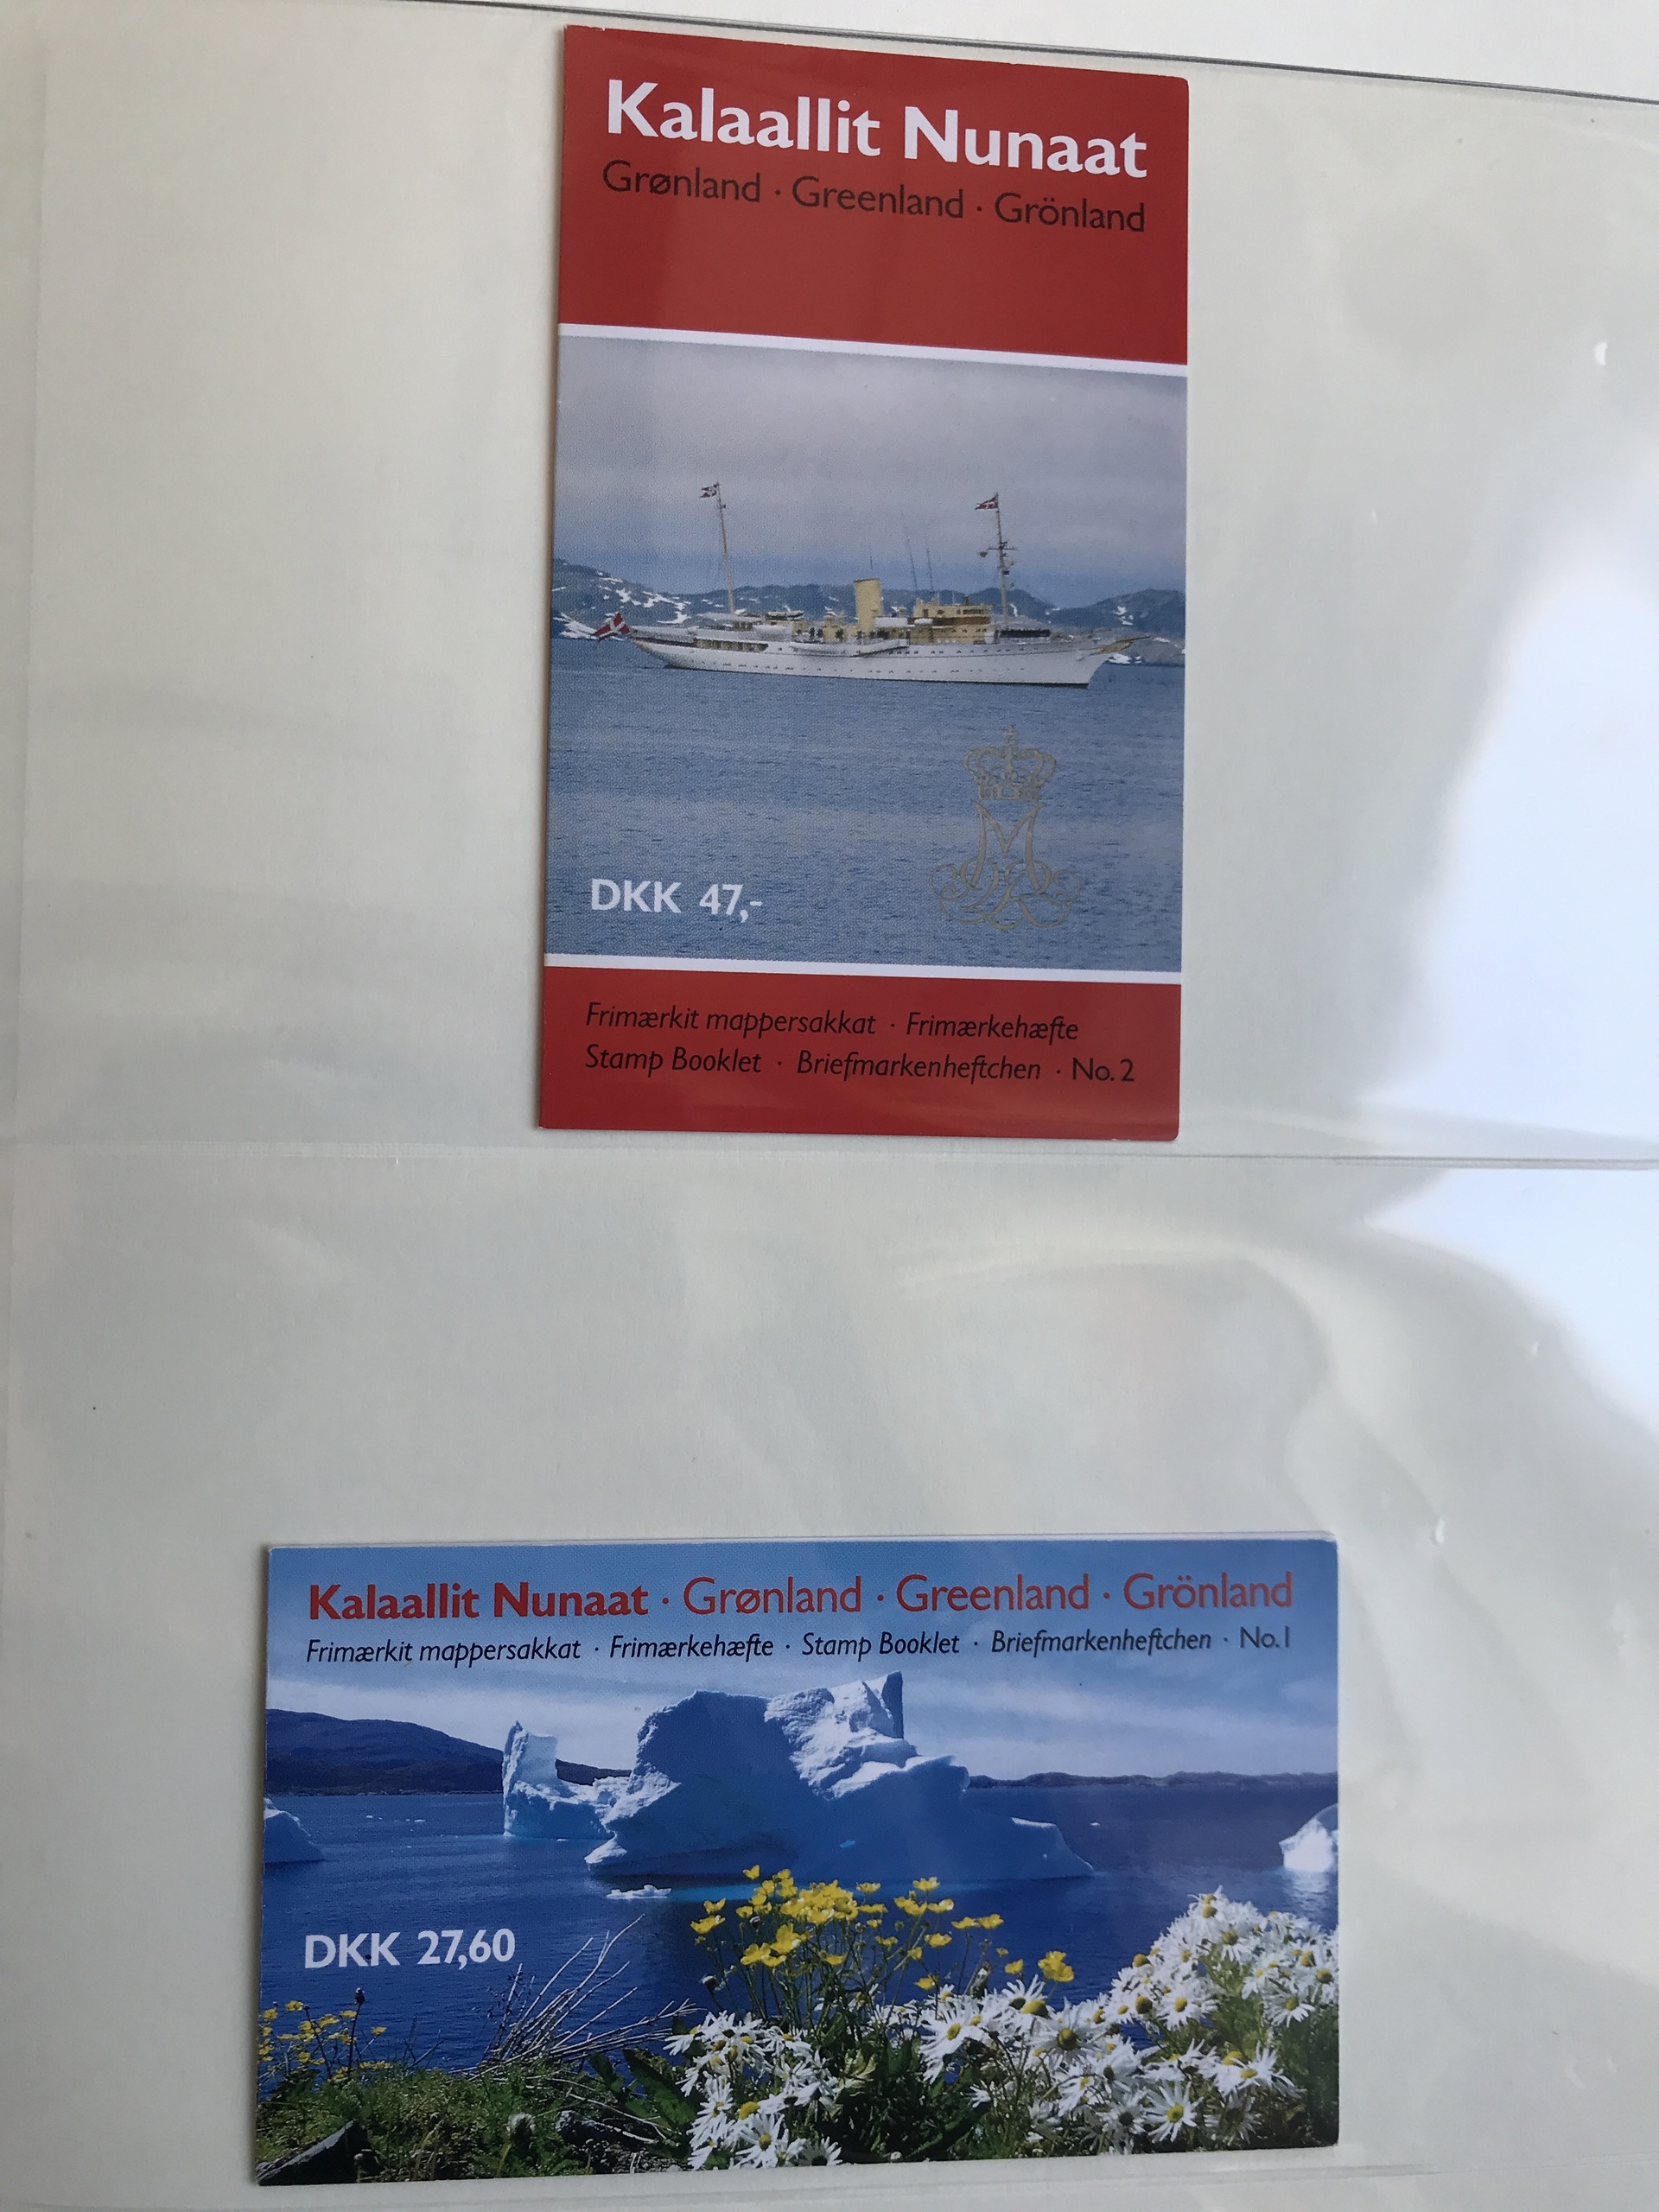 Kalaallit Nunaat
Grønland · Greenland · Grönland
DKK 47,-
Frimærkit mappersakkat · Frimærkehæfte
Stamp Booklet · Briefmarkenheftchen · No. 2
Kalaallit Nunaat · Grønland · Greenland · Grönland
Frimærkit mappersakkat · Frimærkehæfte · Stamp Booklet · Briefmarkenheftchen · No. 1
DKK 27,60